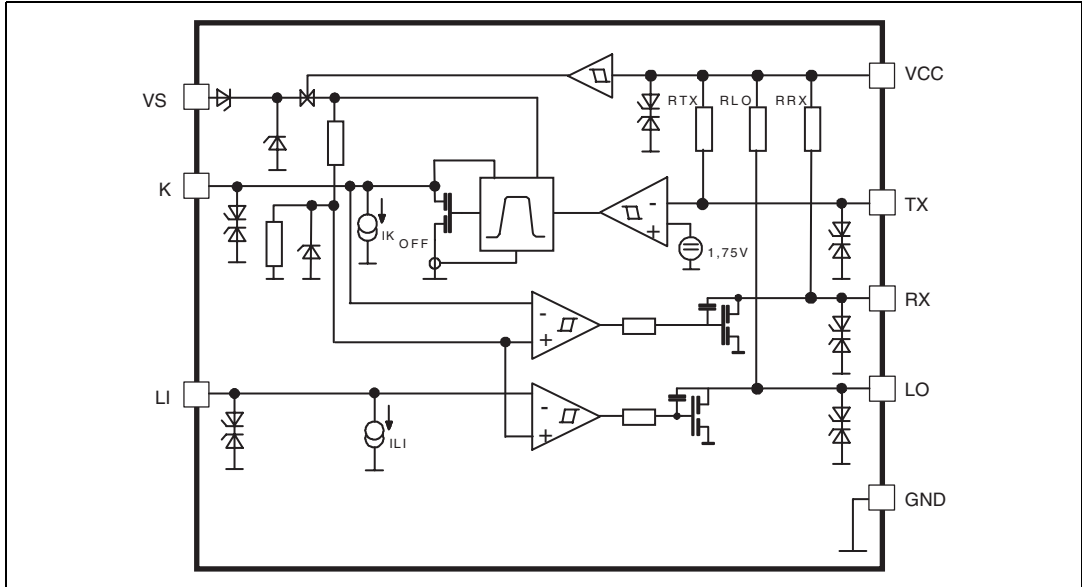 VCC
VS
RTX RLO RRX
K
TX
-
+
IK OFF
1,75V
RX
-
+
LI
LO
-
+
ILI
GND